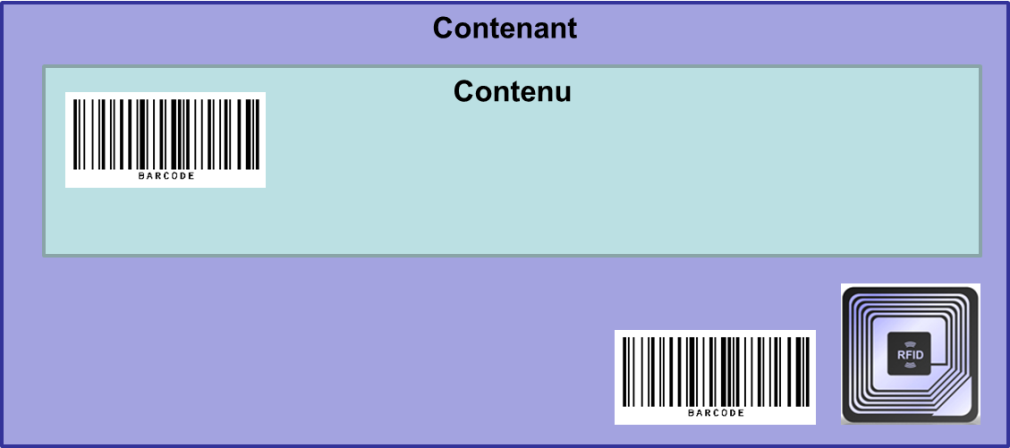 Contenant
Contenu
BARCODE
BARCODE
RFID